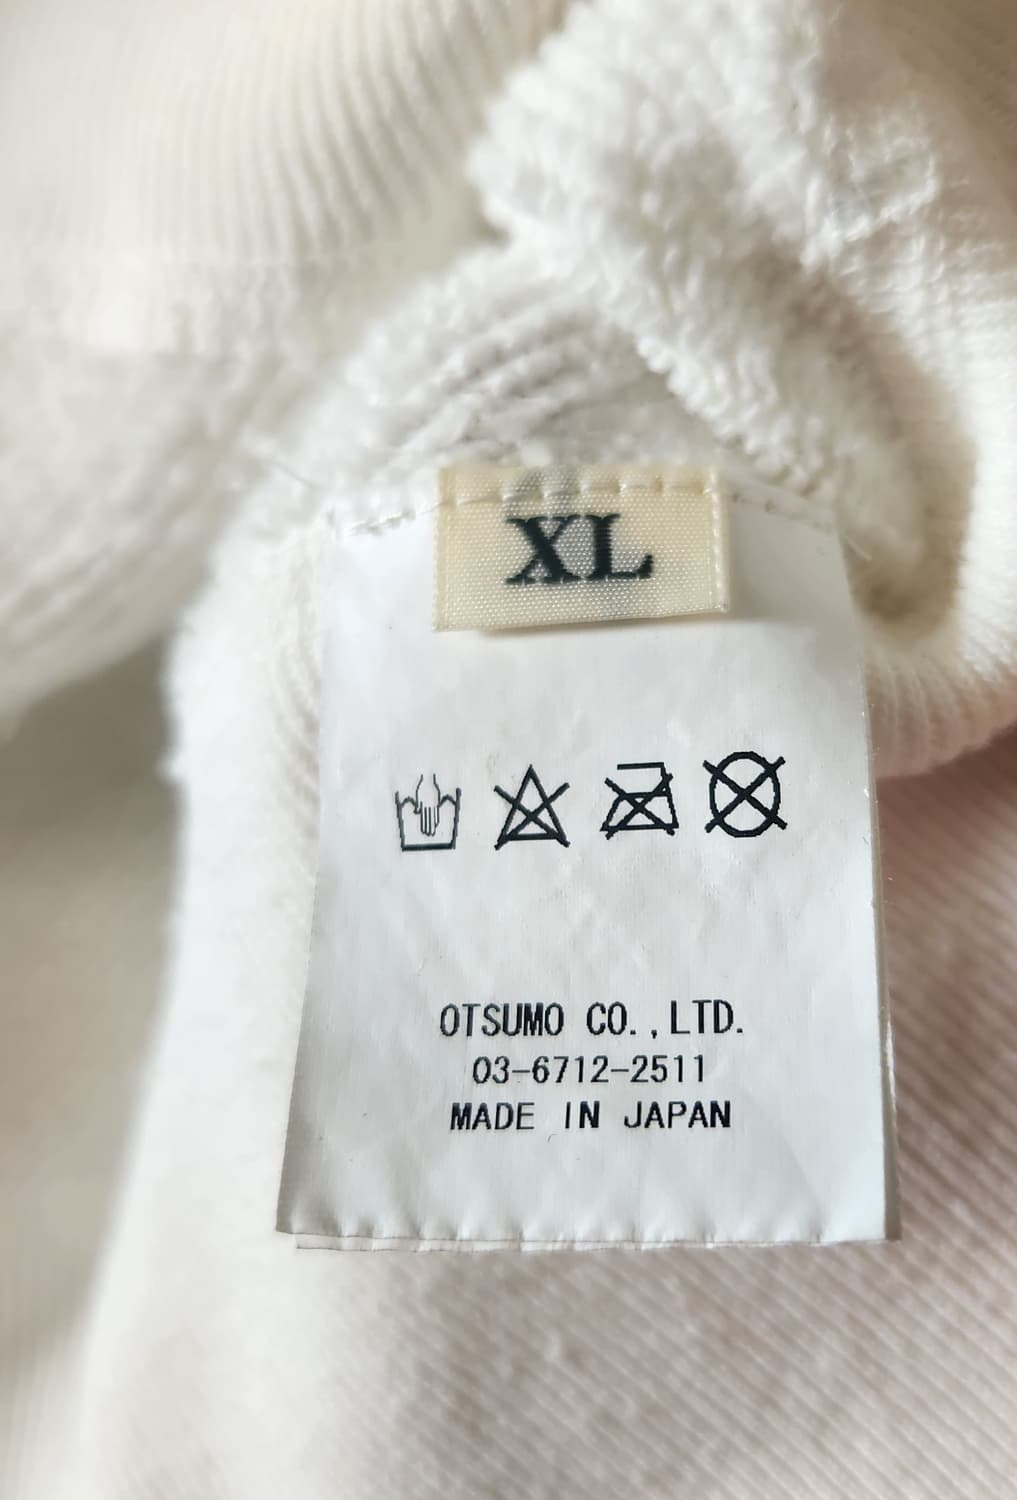 XL
OTSUMO CO.,LTD.
03-6712-2511
MADE IN JAPAN